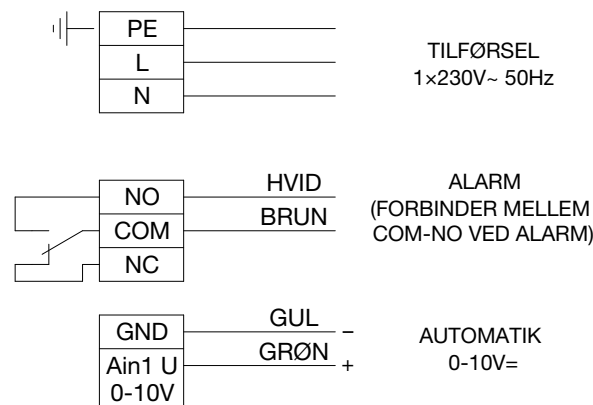 PE
L
N
TILFØRSEL
1×230V~ 50Hz
NO
COM
NC
HVID
BRUN
ALARM
(FORBINDER MELLEM
COM-NO VED ALARM)
GND
Ain1 U
0-10V
GUL –
GRØN +
AUTOMATIK
0-10V=